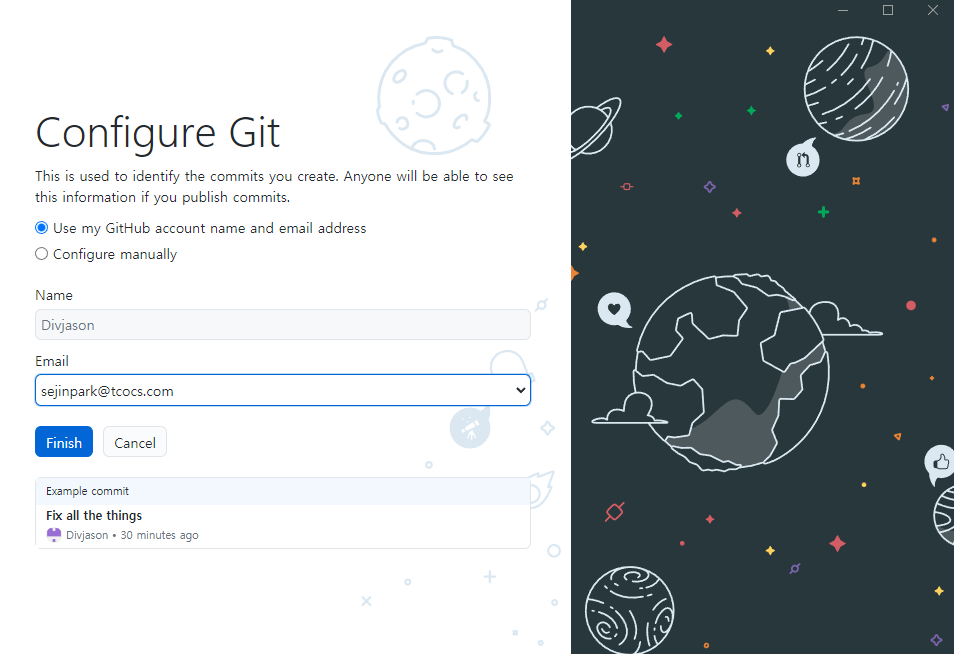 Configure Git
This is used to identify the commits you create. Anyone will be able to see
this information if you publish commits.
Use my GitHub account name and email address
Configure manually
Name
Divjason
Email
sejinpark@tcocs.com
Finish Cancel
Example commit
Fix all the things
Divjason • 30 minutes ago